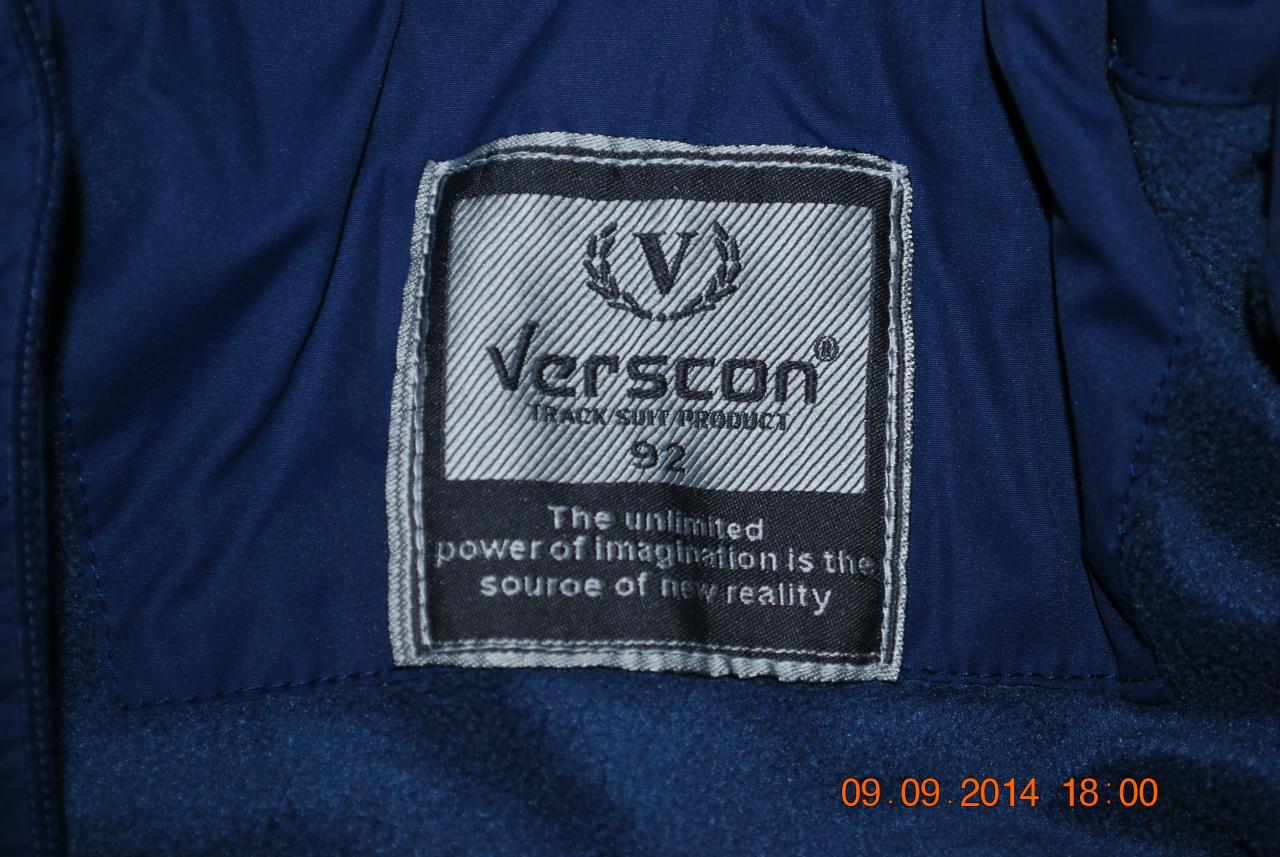 V
Verscon®
TRACK/SUIT/PRODUCT
92
The unlimited
power of imagination is the
souroe of new reality
09.09.2014 18:00